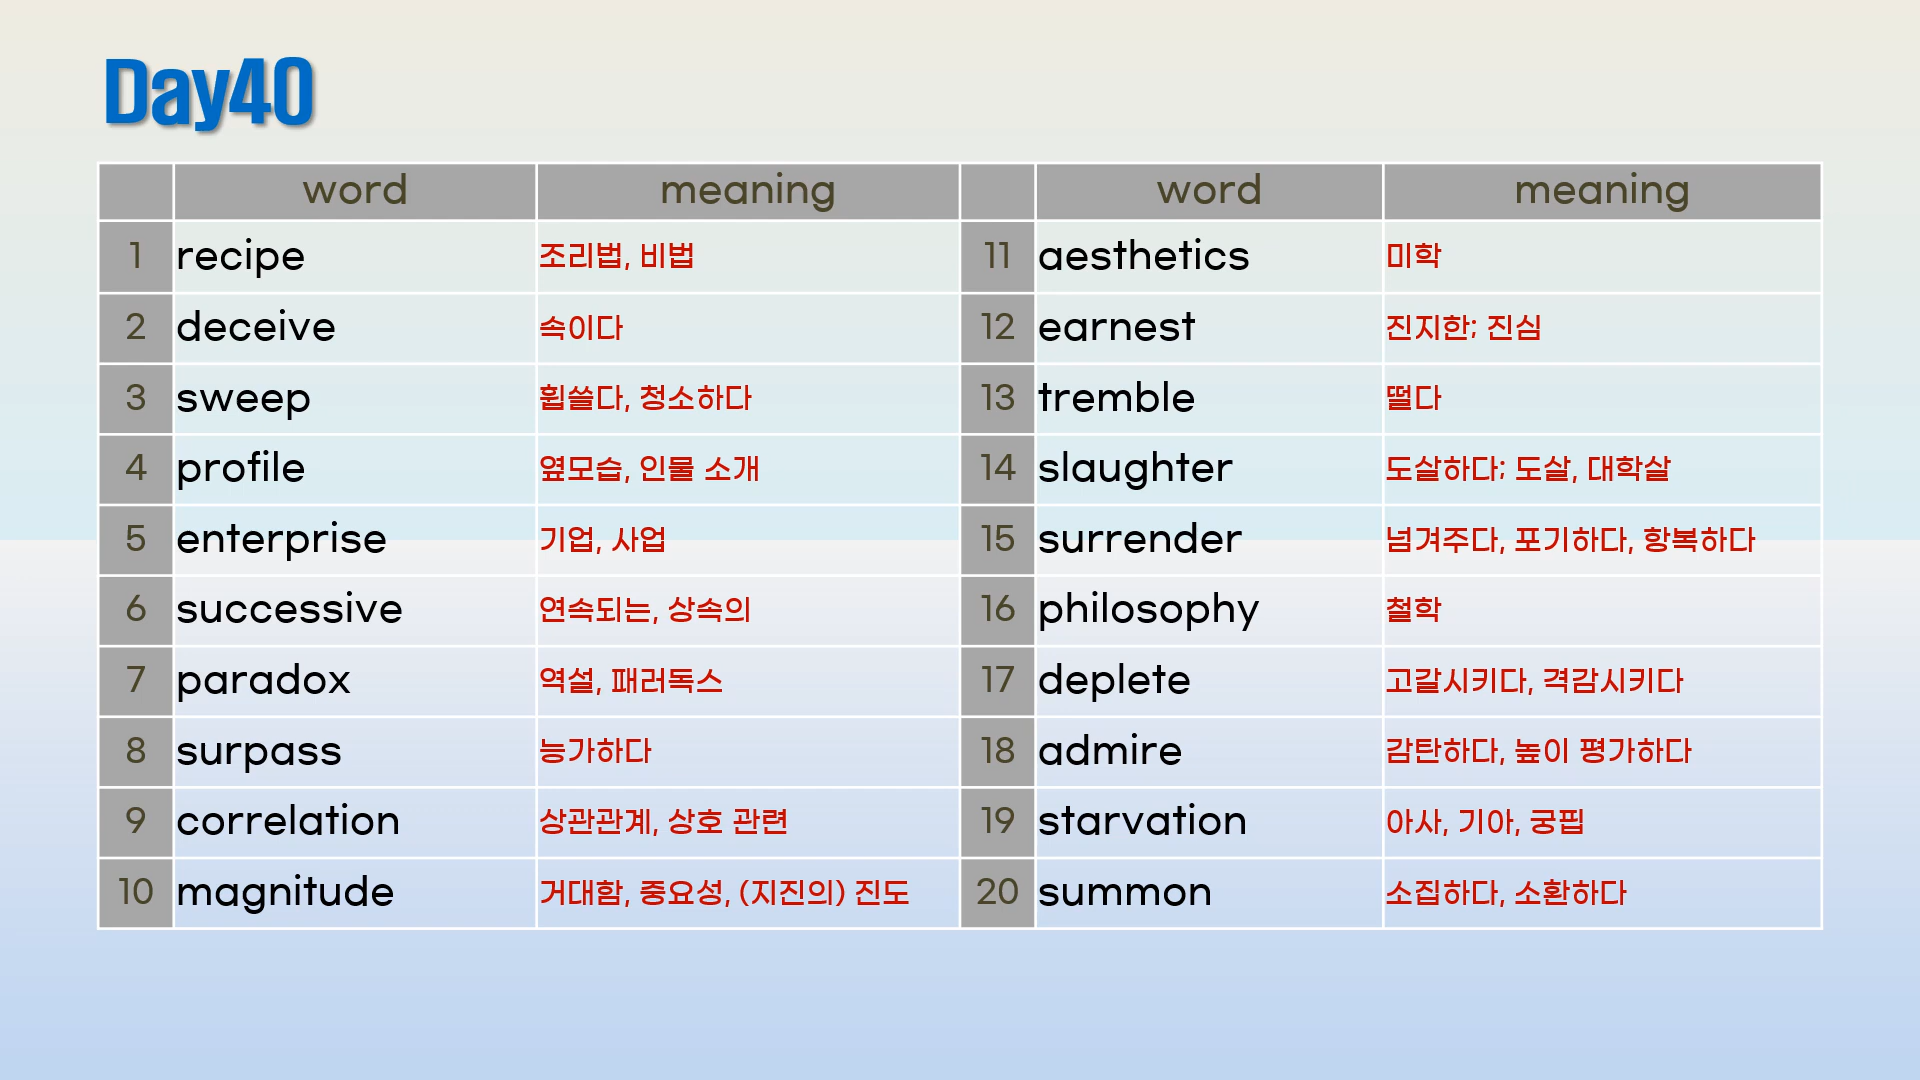 Day40
word meaning word meaning
1 recipe 조리법, 비법 11 aesthetics 미학
2 deceive 속이다 12 earnest 진지한; 진심
3 sweep 휩쓸다, 청소하다 13 tremble 떨다
4 profile 옆모습, 인물 소개 14 slaughter 도살하다; 도살, 대학살
5 enterprise 기업, 사업 15 surrender 넘겨주다, 포기하다, 항복하다
6 successive 연속되는, 상속의 16 philosophy 철학
7 paradox 역설, 패러독스 17 deplete 고갈시키다, 격감시키다
8 surpass 능가하다 18 admire 감탄하다, 높이 평가하다
9 correlation 상관관계, 상호 관련 19 starvation 아사, 기아, 궁핍
10 magnitude 거대함, 중요성, (지진의) 진도 20 summon 소집하다, 소환하다